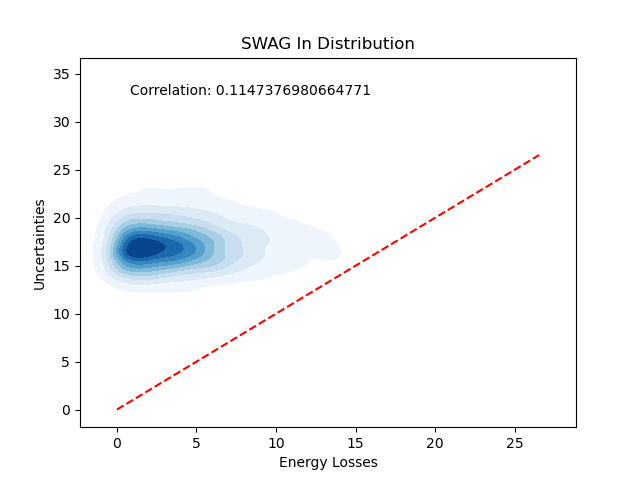 SWAG In Distribution
Correlation: 0.1147376980664771
35
30
25
20
15
10
5
0
Uncertainties
0 5 10 15 20 25
Energy Losses